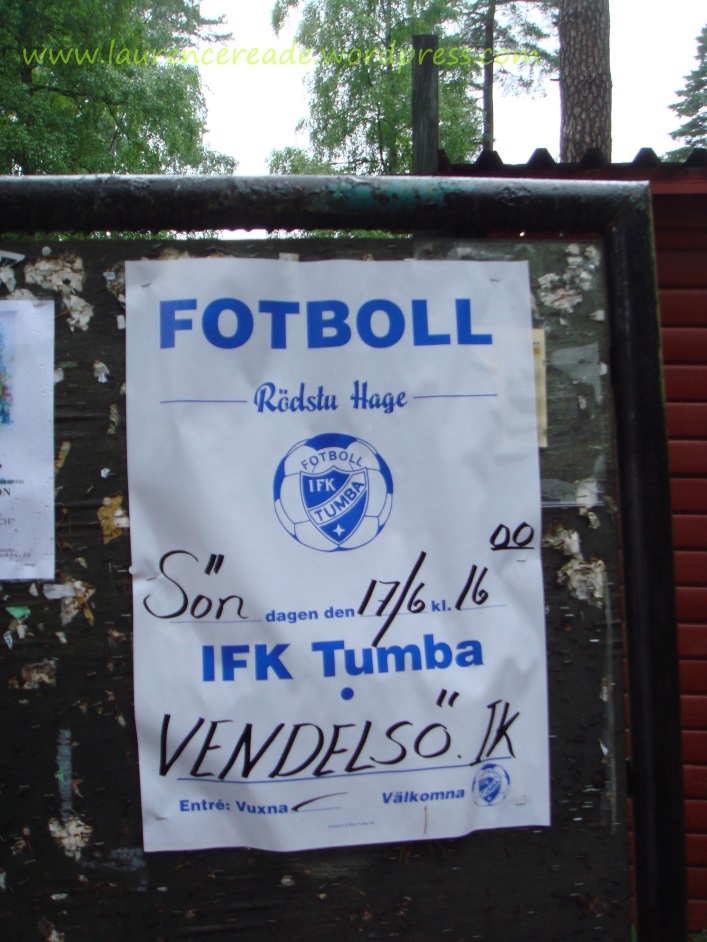 www.laurencereade.wordpress.com
FOTBOLL
Rödstu Hage
FOTBOLL
IFK
TUMBA
Sön dagen den 17/6 kl. 16 00
IFK Tumba
•
VENDELSÖ. IK
Entré: Vuxna
Välkomna